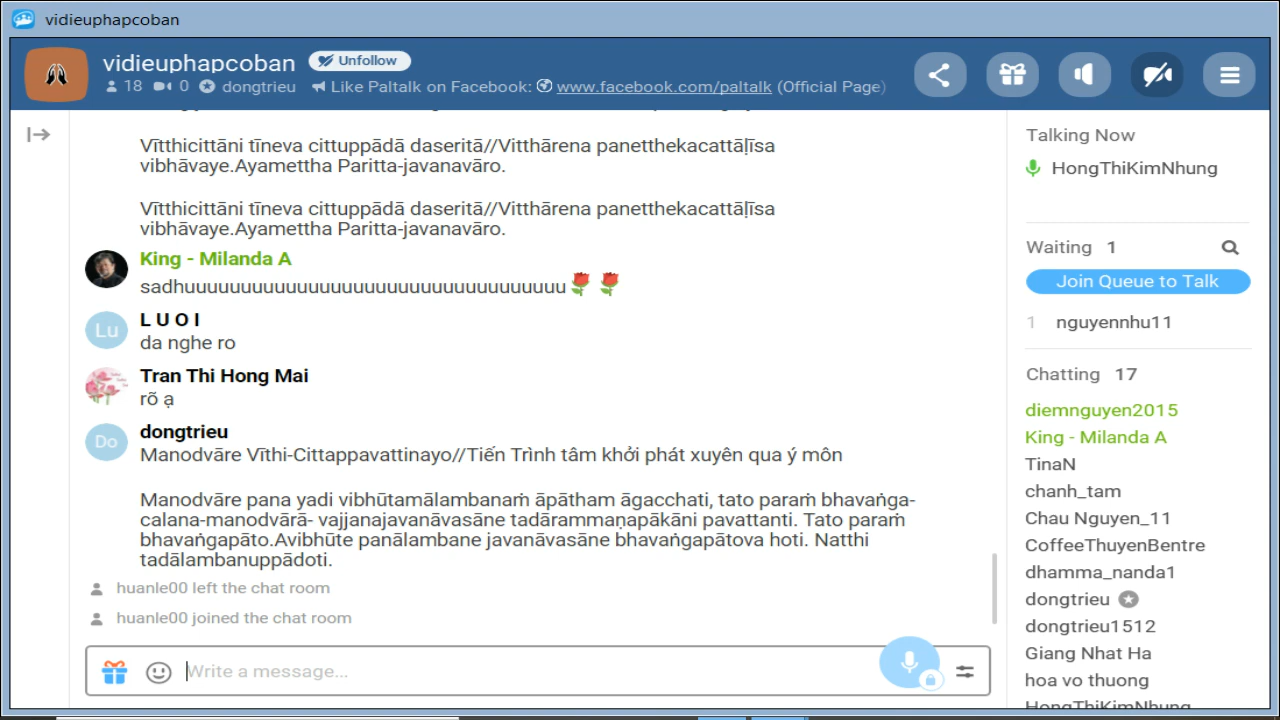 vidieuphapcoban
vidieuphapcoban Unfollow
18 0 dongtrieu Like Paltalk on Facebook: www.facebook.com/paltalk (Official Page)
Vītthicittāni tīneva cittuppādā daseritā//Vitthārena panetthekacattāḷīsa
vibhāvaye.Ayamettha Paritta-javanavāro.
Vītthicittāni tīneva cittuppādā daseritā//Vitthārena panetthekacattāḷīsa
vibhāvaye.Ayamettha Paritta-javanavāro.
King - Milanda A
sadhuuuuuuuuuuuuuuuuuuuuuuuuuuuuuuuuuu
Lu
L U O I
da nghe ro
Tran Thi Hong Mai
rõ ạ
Do
dongtrieu
Manodvāre Vīthi-Cittappavattinayo//Tiến Trình tâm khởi phát xuyên qua ý môn
Manodvāre pana yadi vibhūtamālambanaṁ āpātham āgacchati, tato paraṁ bhavaṅga-
calana-manodvārā- vajjanajavanāvasāne tadārammaṇapākāni pavattanti. Tato paraṁ
bhavaṅgapāto.Avibhūte panālambane javanāvasāne bhavaṅgapātova hoti. Natthi
tadālambanuppādoti.
huanle00 left the chat room
huanle00 joined the chat room
Write a message...
Talking Now
HongThiKimNhung
Waiting 1
Join Queue to Talk
1 nguyennhu11
Chatting 17
diemnguyen2015
King - Milanda A
TinaN
chanh_tam
Chau Nguyen_11
CoffeeThuyenBentre
dhamma_nanda1
dongtrieu
dongtrieu1512
Giang Nhat Ha
hoa vo thuong
HongThiKimNhung